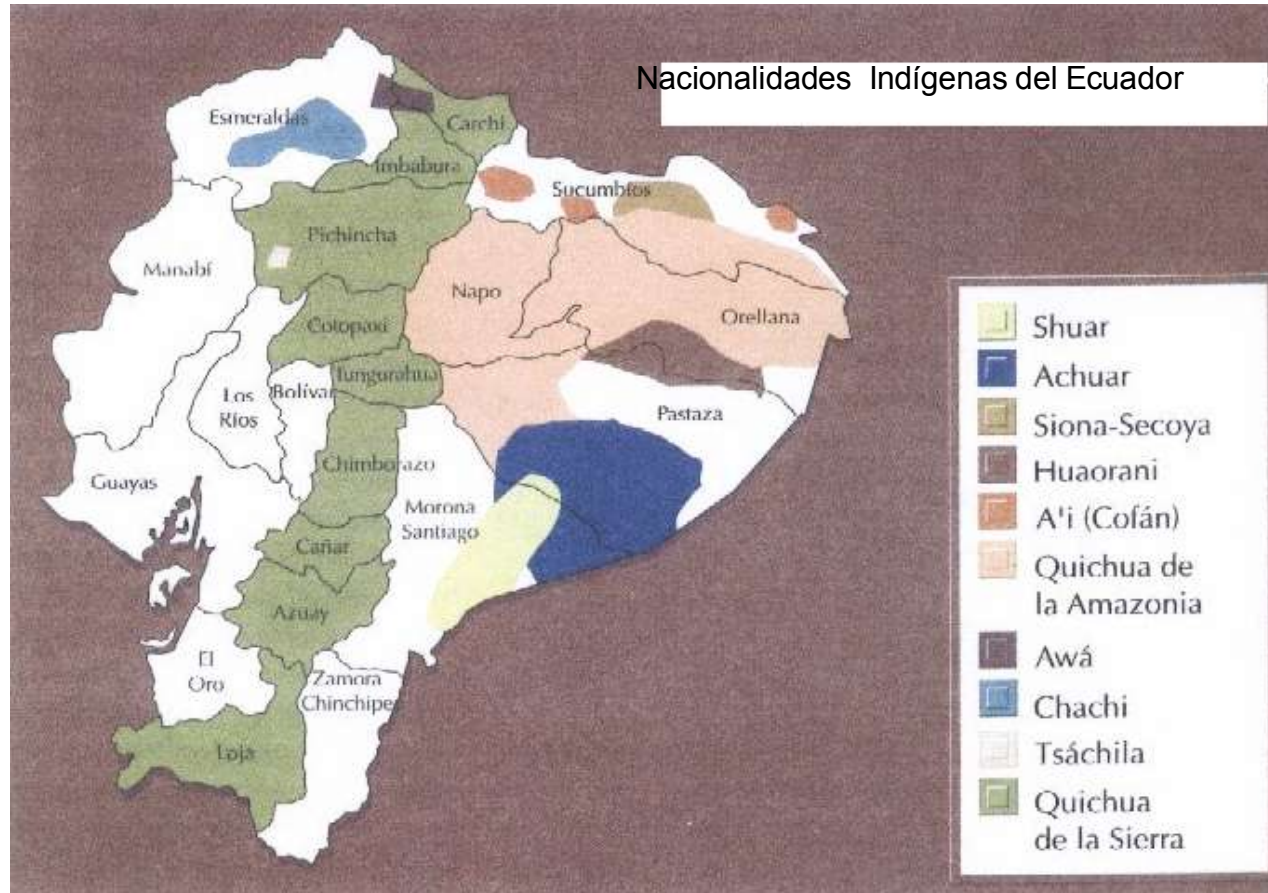 Nacionalidades Indígenas del Ecuador
Esmeraldas
Carchi
Imbabura
Sucumbíos
Pichincha
Manabí
Napo
Orellana
Cotopaxi
Tungurahua
Los
Ríos
Bolívar
Pastaza
Chimborazo
Guayas
Morona
Santiago
Cañar
Azuay
El
Oro
Zamora
Chinchipe
Loja
Shuar
Achuar
Siona-Secoya
Huaorani
A'i (Cofán)
Quichua de
la Amazonia
Awá
Chachi
Tsáchila
Quichua
de la Sierra